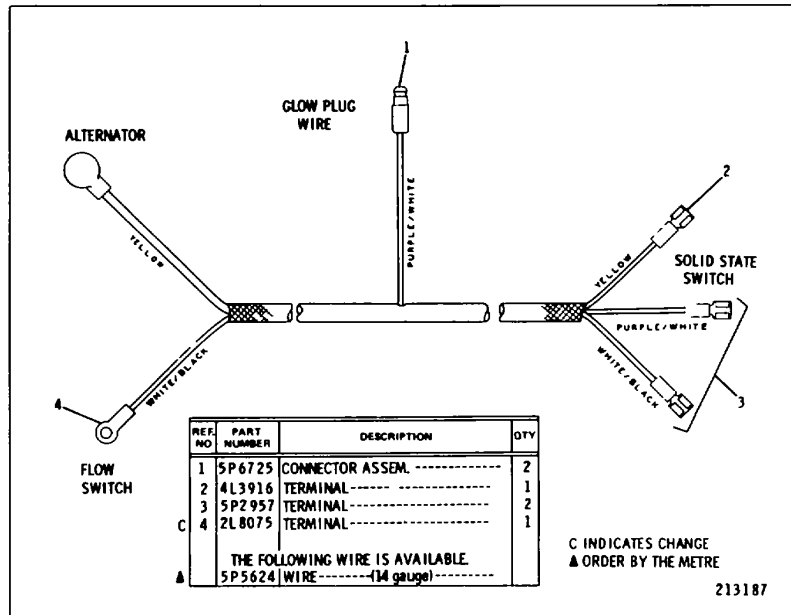 1
GLOW PLUG
WIRE
ALTERNATOR
2
PURPLE/WHITE
YELLOW
YELLOW
SOLID STATE
SWITCH
PURPLE/WHITE
WHITE/BLACK
WHITE/BLACK
4
3
FLOW
SWITCH
REF. NO PART NUMBER DESCRIPTION QTY
1 5P6725 CONNECTOR ASSEM. ---------- 2
2 4L3916 TERMINAL----- ---------- 1
3 5P2957 TERMINAL--------------- 2
C 4 2L8075 TERMINAL--------------- 1
THE FOLLOWING WIRE IS AVAILABLE.
▲ 5P5624 WIRE-------(14 gauge)-------
C INDICATES CHANGE
▲ ORDER BY THE METRE
213187